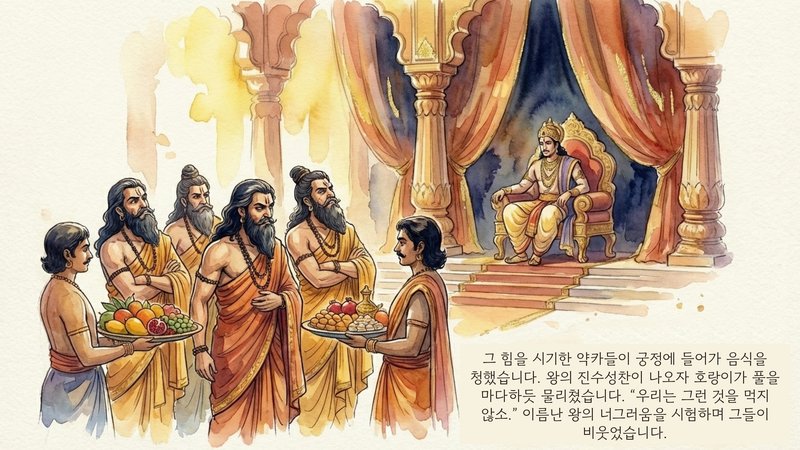 그 힘을 시기한 약카들이 궁정에 들어가 음식을
청했습니다. 왕의 진수성찬이 나오자 호랑이가 풀을
마다하듯 물리쳤습니다. “우리는 그런 것을 먹지
않소.” 이름난 왕의 너그러움을 시험하며 그들이
비웃었습니다.